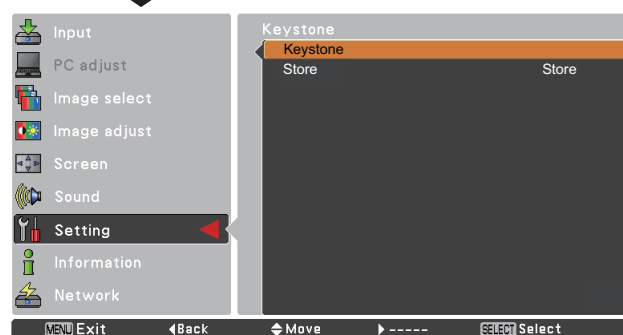 Input
PC adjust
Image select
Image adjust
Screen
Sound
Setting
Information
Network
Keystone
Keystone
Store Store
MENU Exit ◀Back ◆Move ▶----- SELECT Select